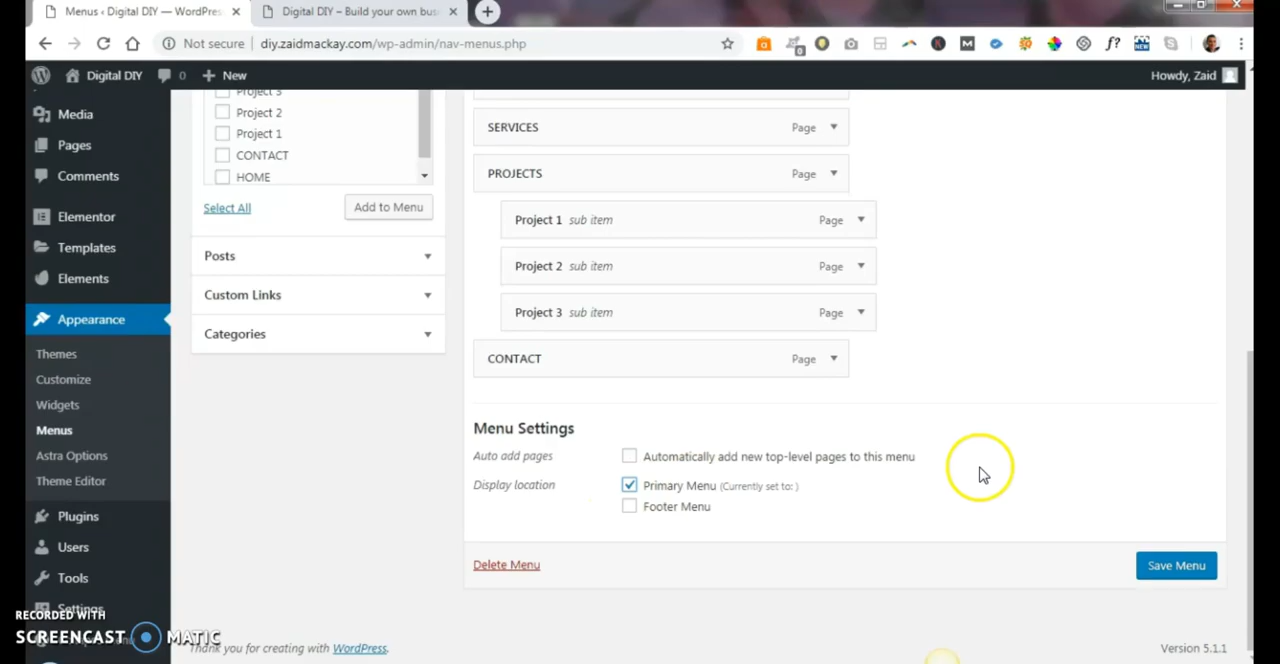 Menus ‹ Digital DIY — WordPres
Digital DIY – Build your own bus
Not secure | diy.zaidmackay.com/wp-admin/nav-menus.php
Digital DIY 0 New
Howdy, Zaid
Media
Pages
Comments
Elementor
Templates
Elements
Appearance
Themes
Customize
Widgets
Menus
Astra Options
Theme Editor
Plugins
Users
Tools
Settings
Project 3
Project 2
Project 1
CONTACT
HOME
Select All
Add to Menu
Posts
Custom Links
Categories
SERVICES Page
PROJECTS Page
Project 1 sub item Page
Project 2 sub item Page
Project 3 sub item Page
CONTACT Page
Menu Settings
Auto add pages Automatically add new top-level pages to this menu
Display location Primary Menu (Currently set to: )
Footer Menu
Delete Menu
Save Menu
RECORDED WITH
SCREENCAST MATIC
Thank you for creating with WordPress.
Version 5.1.1